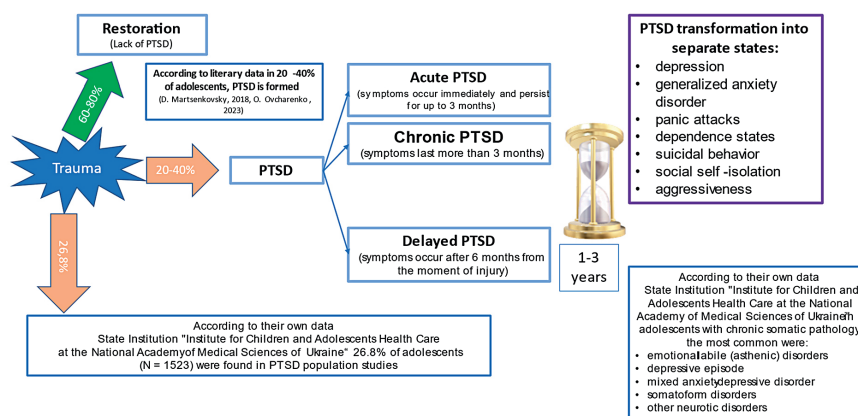 Restoration
(Lack of PTSD)
According to literary data in 20 -40%
of adolescents, PTSD is formed
(D. Martsenkovsky, 2018, O. Ovcharenko,
2023)
60-80%
Trauma
20-40%
PTSD
26,8%
Acute PTSD
(symptoms occur immediately and persist
for up to 3 months)
Chronic PTSD
(symptoms last more than 3 months)
Delayed PTSD
(symptoms occur after 6 months from
the moment of injury)
1-3
years
PTSD transformation into
separate states:
• depression
• generalized anxiety
disorder
• panic attacks
• dependence states
• suicidal behavior
• social self -isolation
• aggressiveness
According to their own data
State Institution "Institute for Children and Adolescents Health Care
at the National Academyof Medical Sciences of Ukraine" 26.8% of adolescents
(N = 1523) were found in PTSD population studies
According to their own data
State Institution "Institute for Children and
Adolescents Health Care at the National
Academy of Medical Sciences of Ukraine
adolescents with chronic somatic pathology
the most common were:
• emotionallabile (asthenic) disorders
• depressive episode
• mixed anxietydepressive disorder
• somatoform disorders
• other neurotic disorders